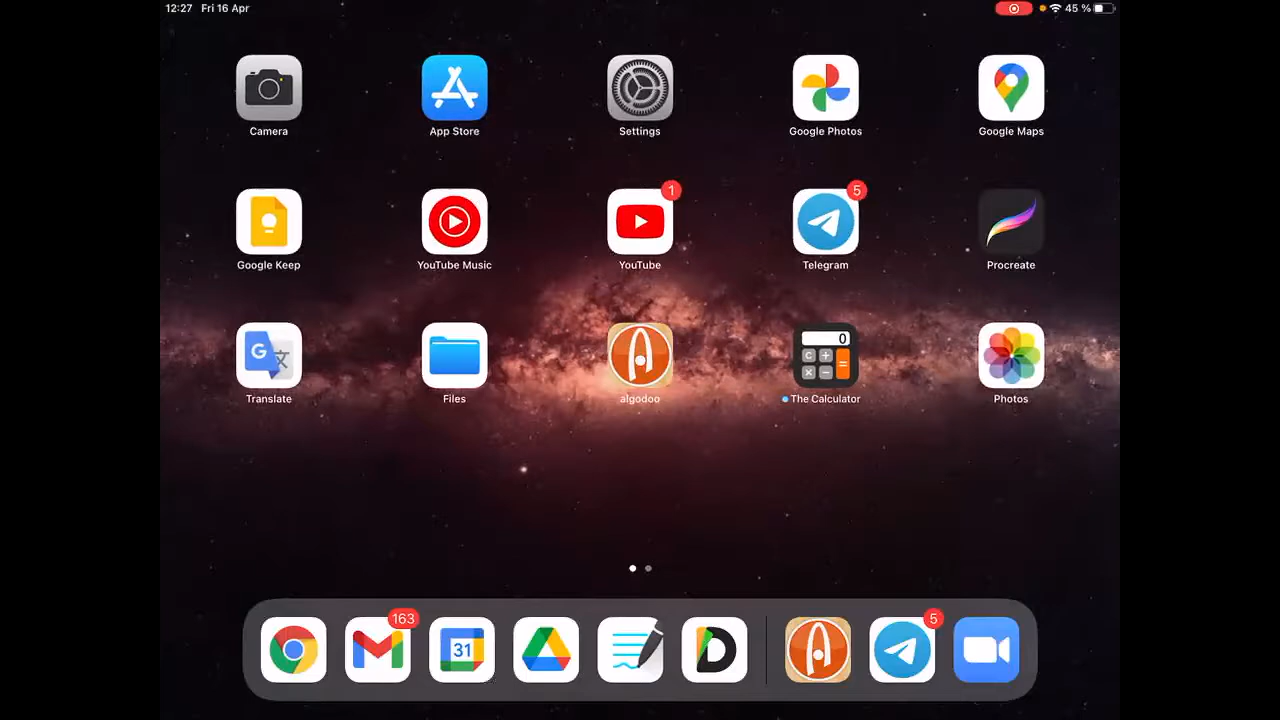 12:27 Fri 16 Apr
45 %
Camera
App Store
Settings
Google Photos
Google Maps
1
5
Google Keep
YouTube Music
YouTube
Telegram
Procreate
G
0
C + × − =
Translate
Files
algodoo
The Calculator
Photos
163
31
5